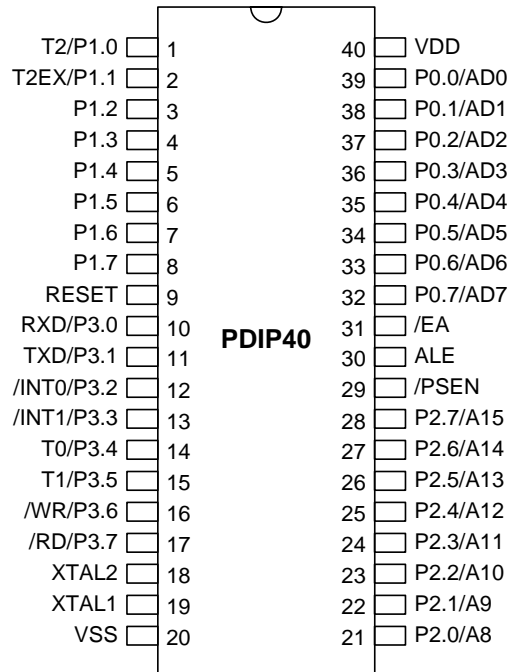 T2/P1.0 1 40 VDD
T2EX/P1.1 2 39 P0.0/AD0
P1.2 3 38 P0.1/AD1
P1.3 4 37 P0.2/AD2
P1.4 5 36 P0.3/AD3
P1.5 6 35 P0.4/AD4
P1.6 7 34 P0.5/AD5
P1.7 8 33 P0.6/AD6
RESET 9 32 P0.7/AD7
RXD/P3.0 10 PDIP40 31 /EA
TXD/P3.1 11 30 ALE
/INT0/P3.2 12 29 /PSEN
/INT1/P3.3 13 28 P2.7/A15
T0/P3.4 14 27 P2.6/A14
T1/P3.5 15 26 P2.5/A13
/WR/P3.6 16 25 P2.4/A12
/RD/P3.7 17 24 P2.3/A11
XTAL2 18 23 P2.2/A10
XTAL1 19 22 P2.1/A9
VSS 20 21 P2.0/A8